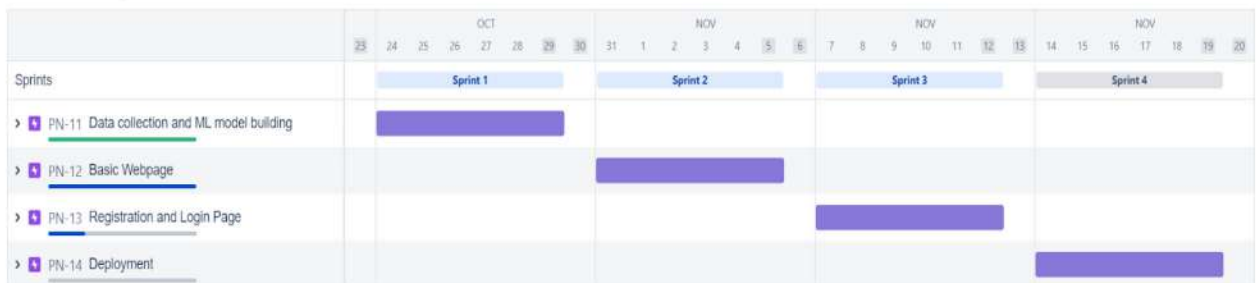 OCT NOV NOV NOV
23 24 25 26 27 28 29 30 31 1 2 3 4 5 6 7 8 9 10 11 12 13 14 15 16 17 18 19 20
Sprints Sprint 1 Sprint 2 Sprint 3 Sprint 4
PN-11 Data collection and ML model building
PN-12 Basic Webpage
PN-13 Registration and Login Page
PN-14 Deployment